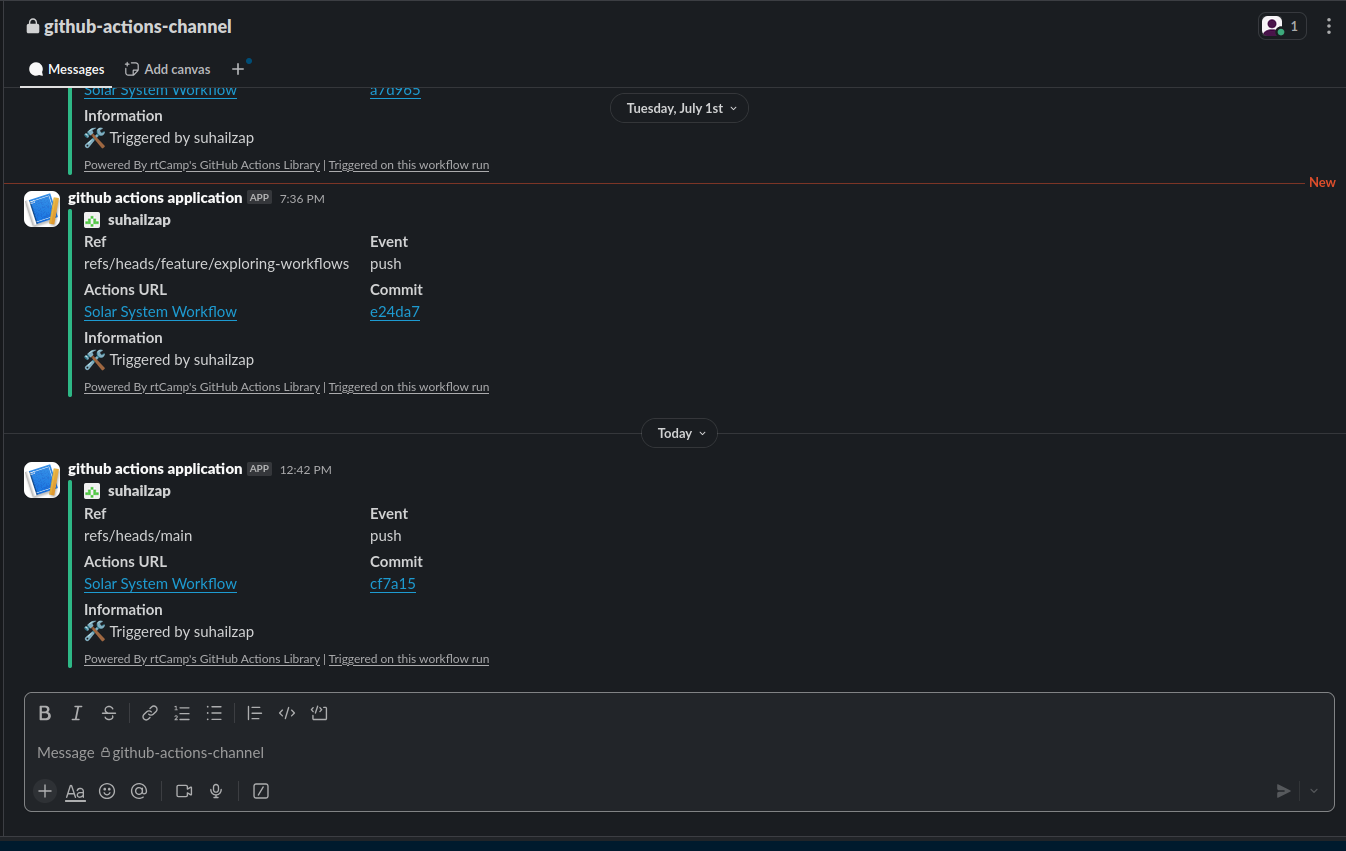 github-actions-channel
1
Messages Add canvas
Solar System Workflow a7d965
Tuesday, July 1st
Information
Triggered by suhailzap
Powered By rtCamp's GitHub Actions Library | Triggered on this workflow run
New
github actions application APP 7:36 PM
suhailzap
Ref Event
refs/heads/feature/exploring-workflows push
Actions URL Commit
Solar System Workflow e24da7
Information
Triggered by suhailzap
Powered By rtCamp's GitHub Actions Library | Triggered on this workflow run
Today
github actions application APP 12:42 PM
suhailzap
Ref Event
refs/heads/main push
Actions URL Commit
Solar System Workflow cf7a15
Information
Triggered by suhailzap
Powered By rtCamp's GitHub Actions Library | Triggered on this workflow run
Message github-actions-channel
Aa